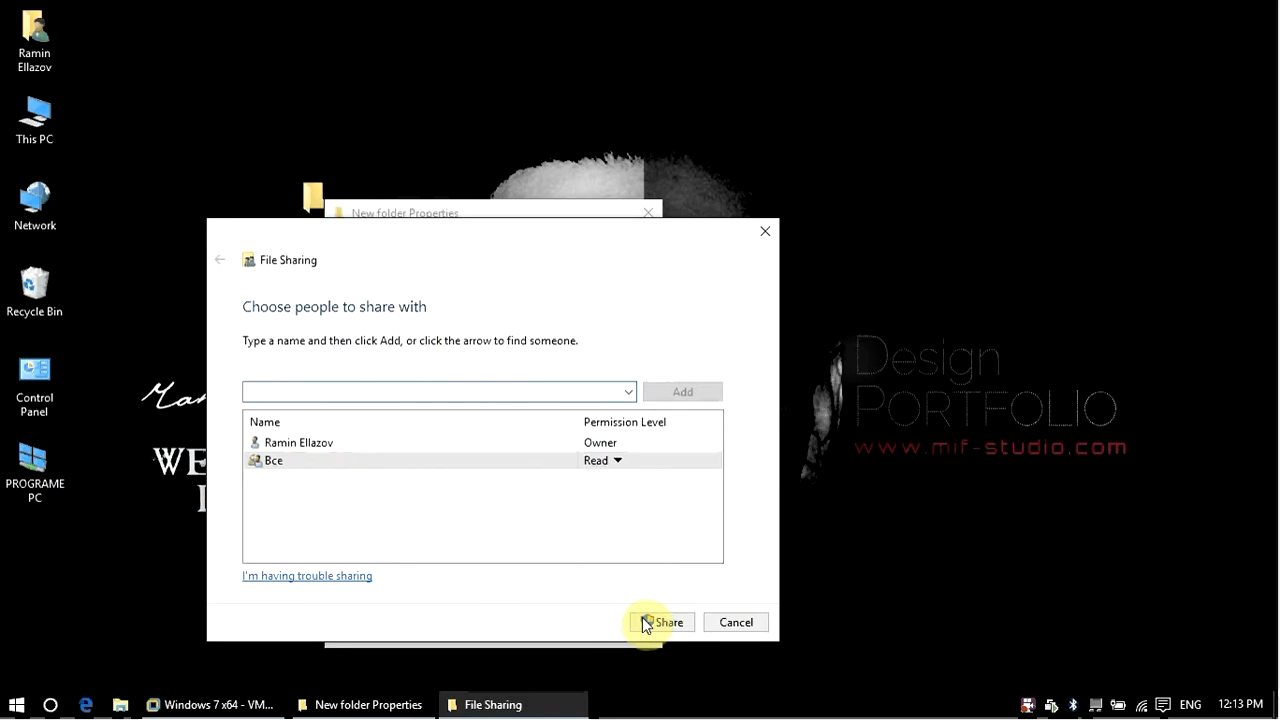 Ramin
Ellazov
This PC
Network
Recycle Bin
Control
Panel
PROGRAME
PC
New folder Properties
File Sharing
Choose people to share with
Type a name and then click Add, or click the arrow to find someone.
Add
Name Permission Level
Ramin Ellazov Owner
Все Read
I'm having trouble sharing
Share Cancel
Design
PORTFOLIO
www.mif-studio.com
WE
Windows 7 x64 - VM... New folder Properties File Sharing ENG 12:13 PM